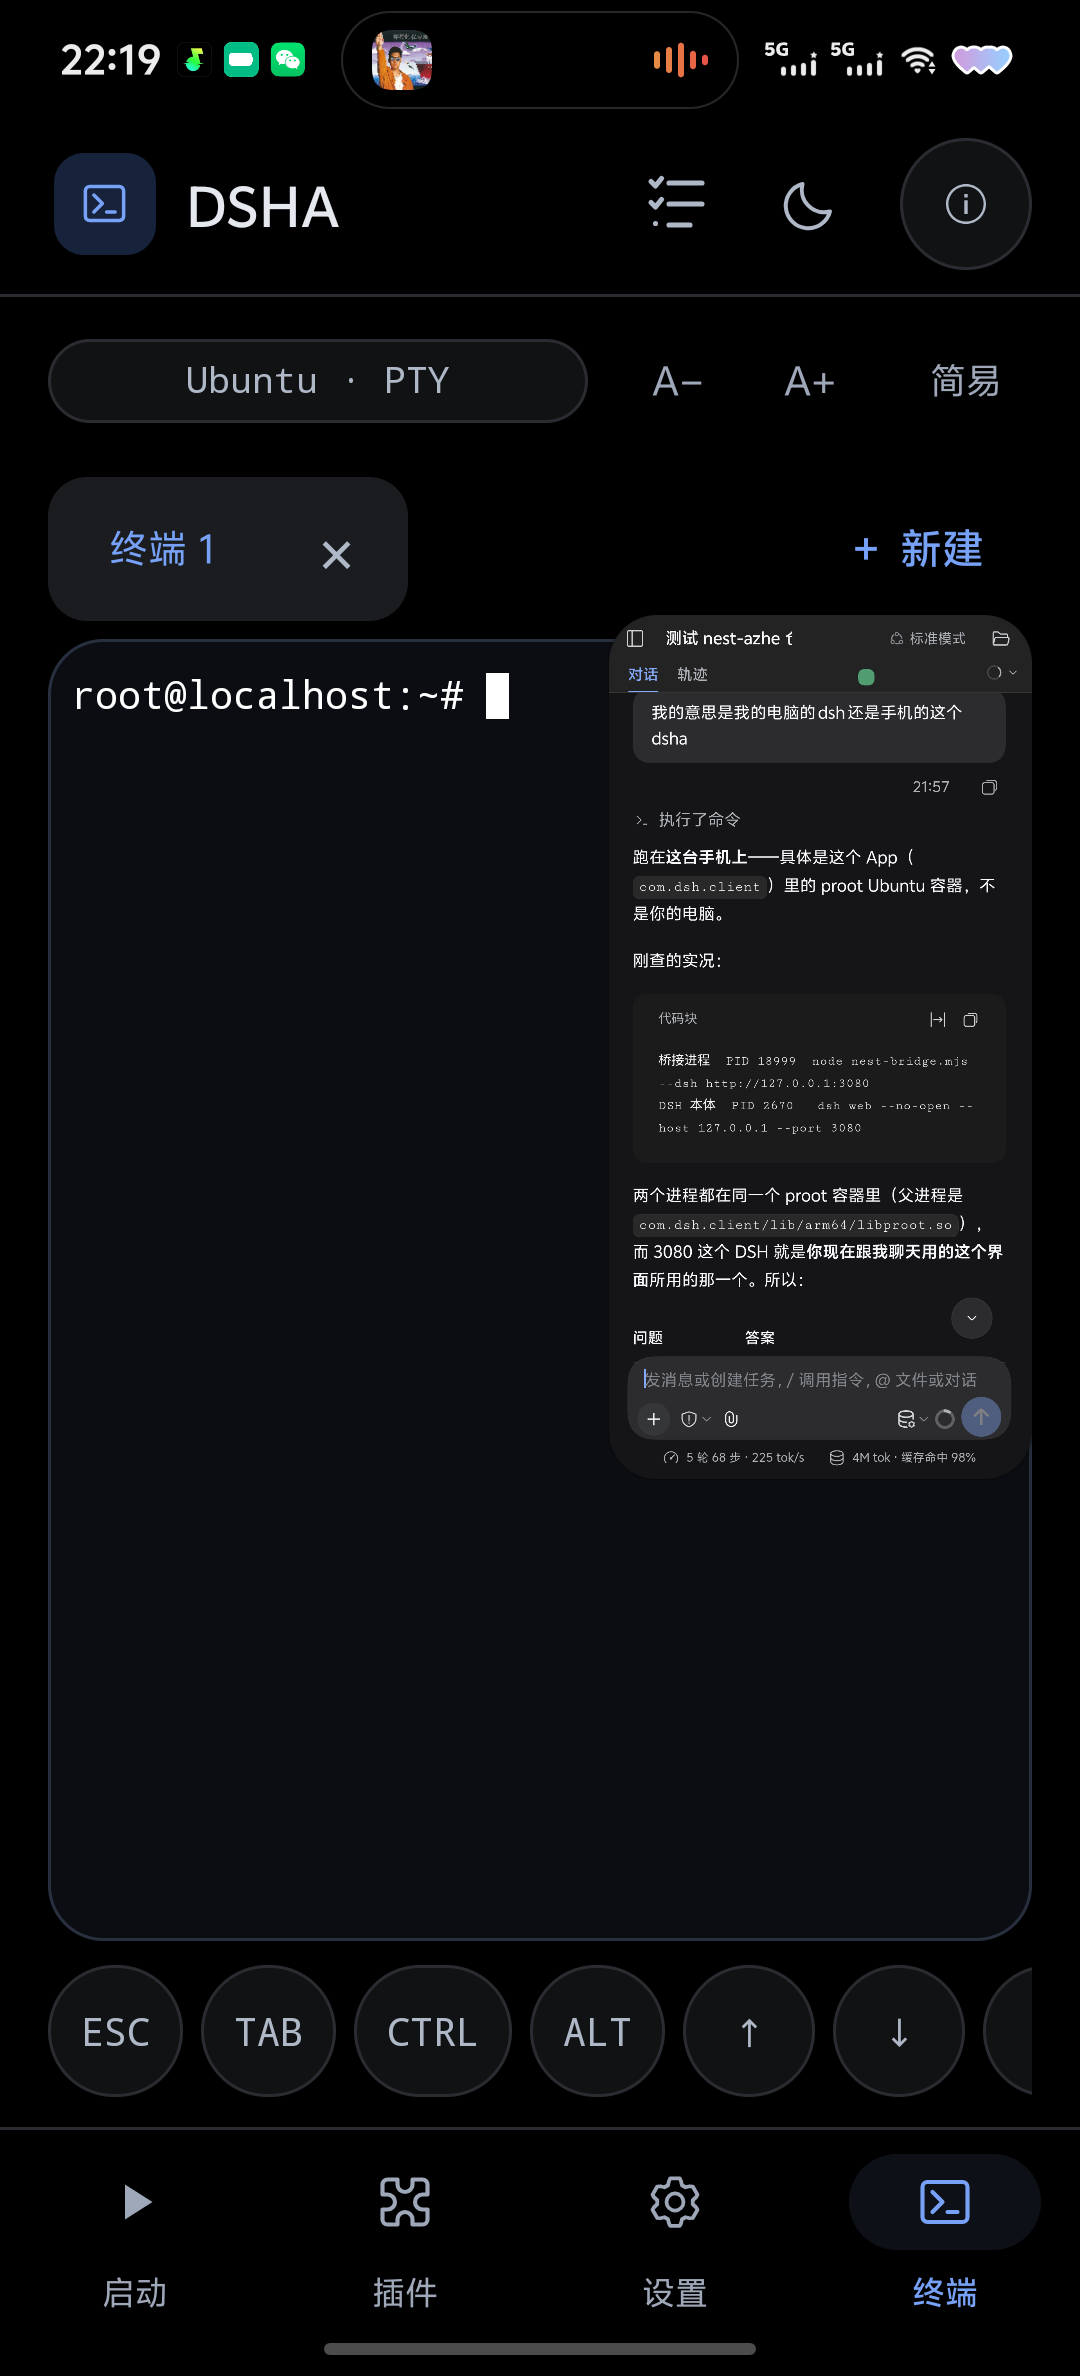 22:19
5G
5G
DSHA
Ubuntu · PTY
A−
A+
简易
终端 1
×
+ 新建
root@localhost:~#
测试 nest-azhe
标准模式
对话
轨迹
我的意思是我的电脑的dsh还是手机的这个
dsha
21:57
执行了命令
跑在这台手机上——具体是这个 App（
com.dsh.client）里的 proot Ubuntu 容器，不
是你的电脑。
刚查的实况：
代码块
桥接进程 PID 18999 node nest-bridge.mjs
--dsh http://127.0.0.1:3080
DSH 本体 PID 2670 dsh web --no-open --
host 127.0.0.1 --port 3080
两个进程都在同一个 proot 容器里（父进程是
com.dsh.client/lib/arm64/libproot.so），
而 3080 这个 DSH 就是你现在跟我聊天用的这个界
面所用的那一个。所以：
问题
答案
发消息或创建任务, / 调用指令, @ 文件或对话
5 轮 68 步 · 225 tok/s
4M tok · 缓存命中 98%
ESC
TAB
CTRL
ALT
↑
↓
启动
插件
设置
终端